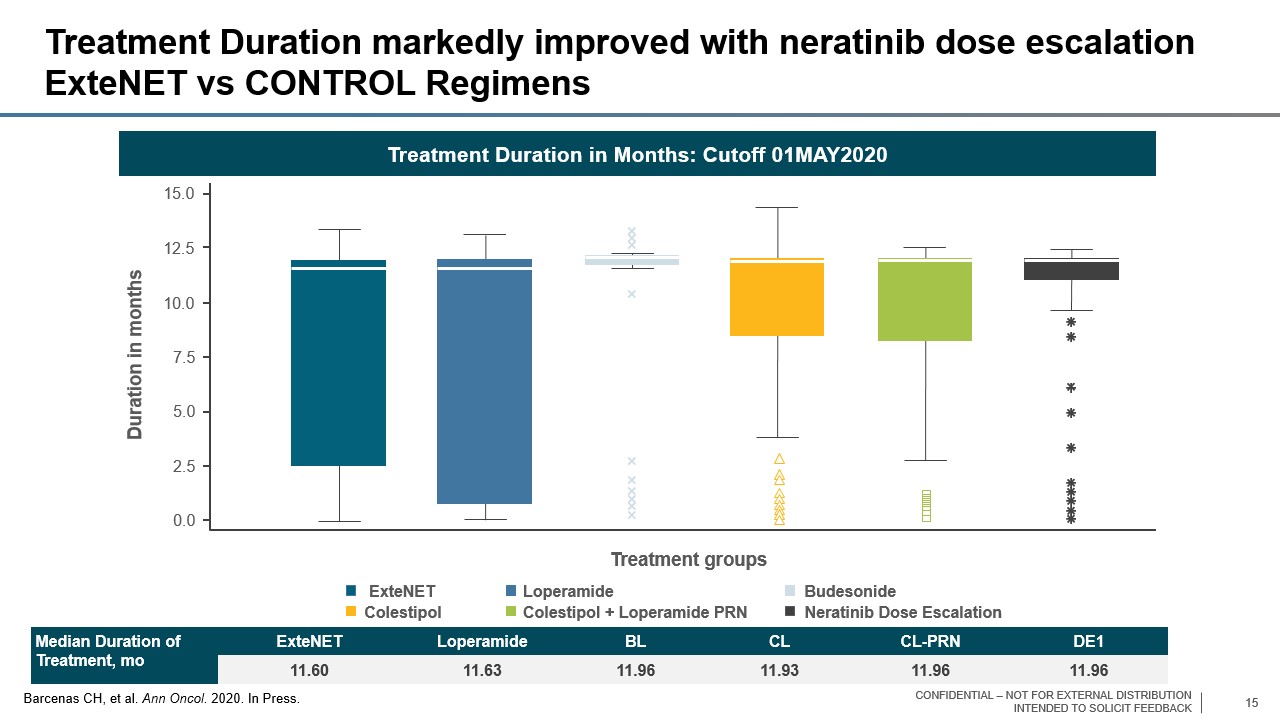 Treatment Duration markedly improved with neratinib dose escalation
ExteNET vs CONTROL Regimens
Treatment Duration in Months: Cutoff 01MAY2020
Duration in months
15.0
12.5
10.0
7.5
5.0
2.5
0.0
Treatment groups
ExteNET Loperamide Budesonide
Colestipol Colestipol + Loperamide PRN Neratinib Dose Escalation
Median Duration of
Treatment, mo
ExteNET Loperamide BL CL CL-PRN DE1
11.60 11.63 11.96 11.93 11.96 11.96
Barcenas CH, et al. Ann Oncol. 2020. In Press.
CONFIDENTIAL – NOT FOR EXTERNAL DISTRIBUTION
INTENDED TO SOLICIT FEEDBACK
15